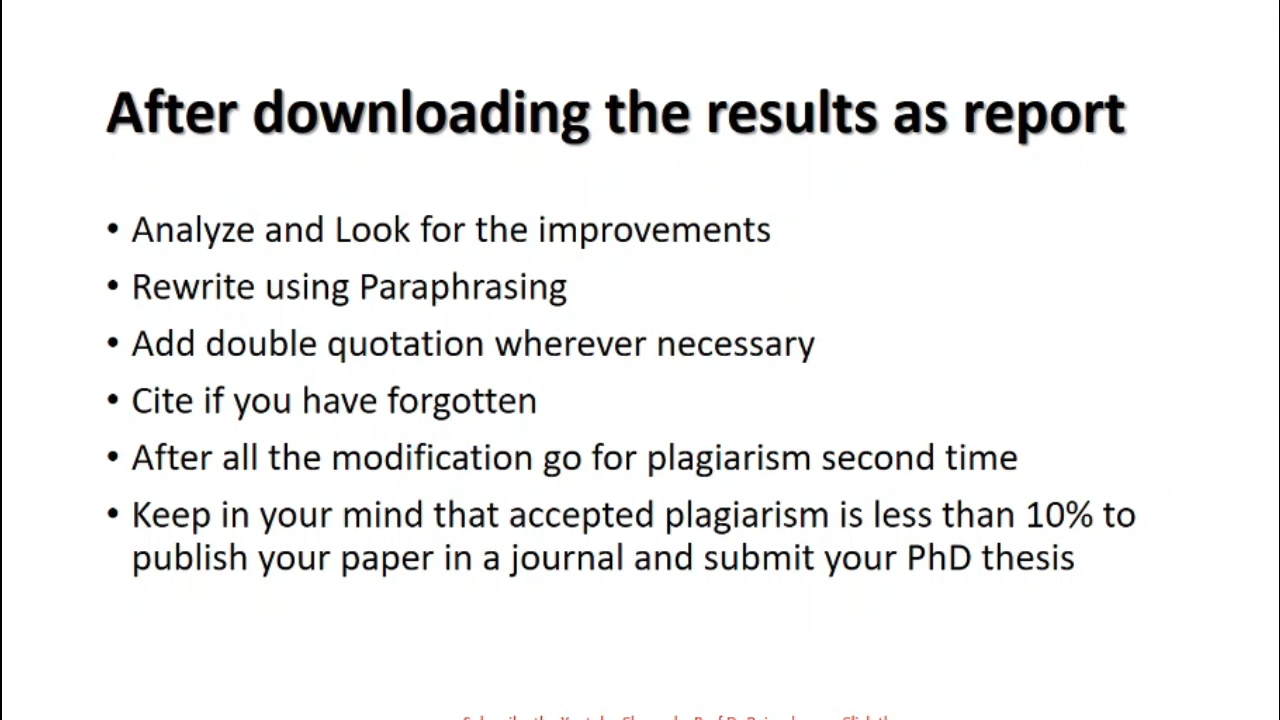 After downloading the results as report
• Analyze and Look for the improvements
• Rewrite using Paraphrasing
• Add double quotation wherever necessary
• Cite if you have forgotten
• After all the modification go for plagiarism second time
• Keep in your mind that accepted plagiarism is less than 10% to
publish your paper in a journal and submit your PhD thesis